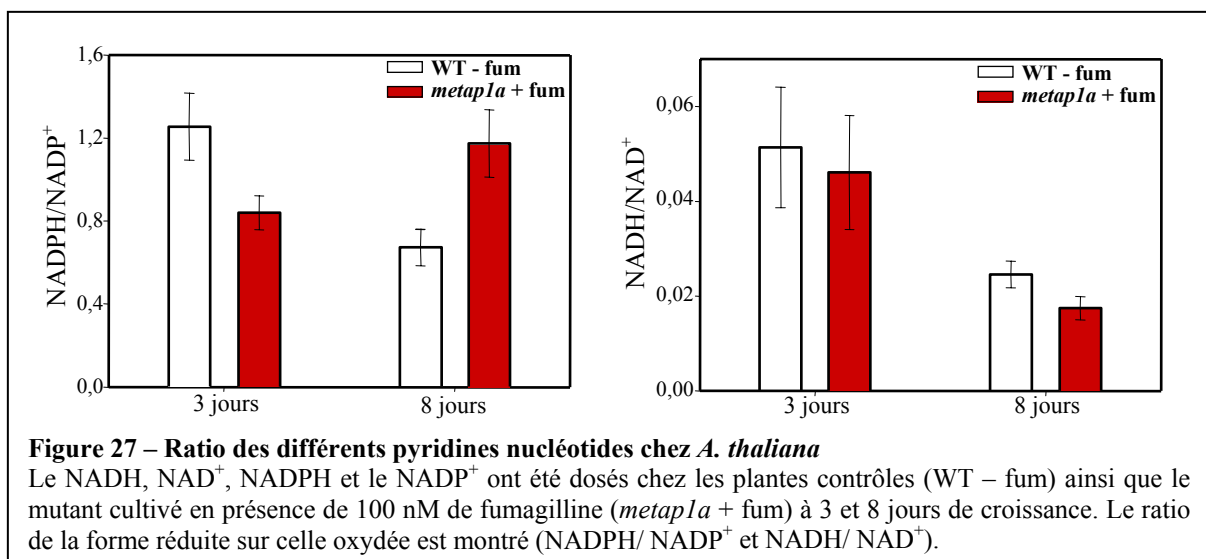 1,6
1,2
0,8
0,4
0,0
NADPH/NADP+
WT - fum
metap1a + fum
3 jours
8 jours
0,06
0,04
0,02
0,00
NADH/NAD+
WT - fum
metap1a + fum
3 jours
8 jours
Figure 27 – Ratio des différents pyridines nucléotides chez A. thaliana
Le NADH, NAD+, NADPH et le NADP+ ont été dosés chez les plantes contrôles (WT – fum) ainsi que le
mutant cultivé en présence de 100 nM de fumagilline (metap1a + fum) à 3 et 8 jours de croissance. Le ratio
de la forme réduite sur celle oxydée est montré (NADPH/ NADP+ et NADH/ NAD+).